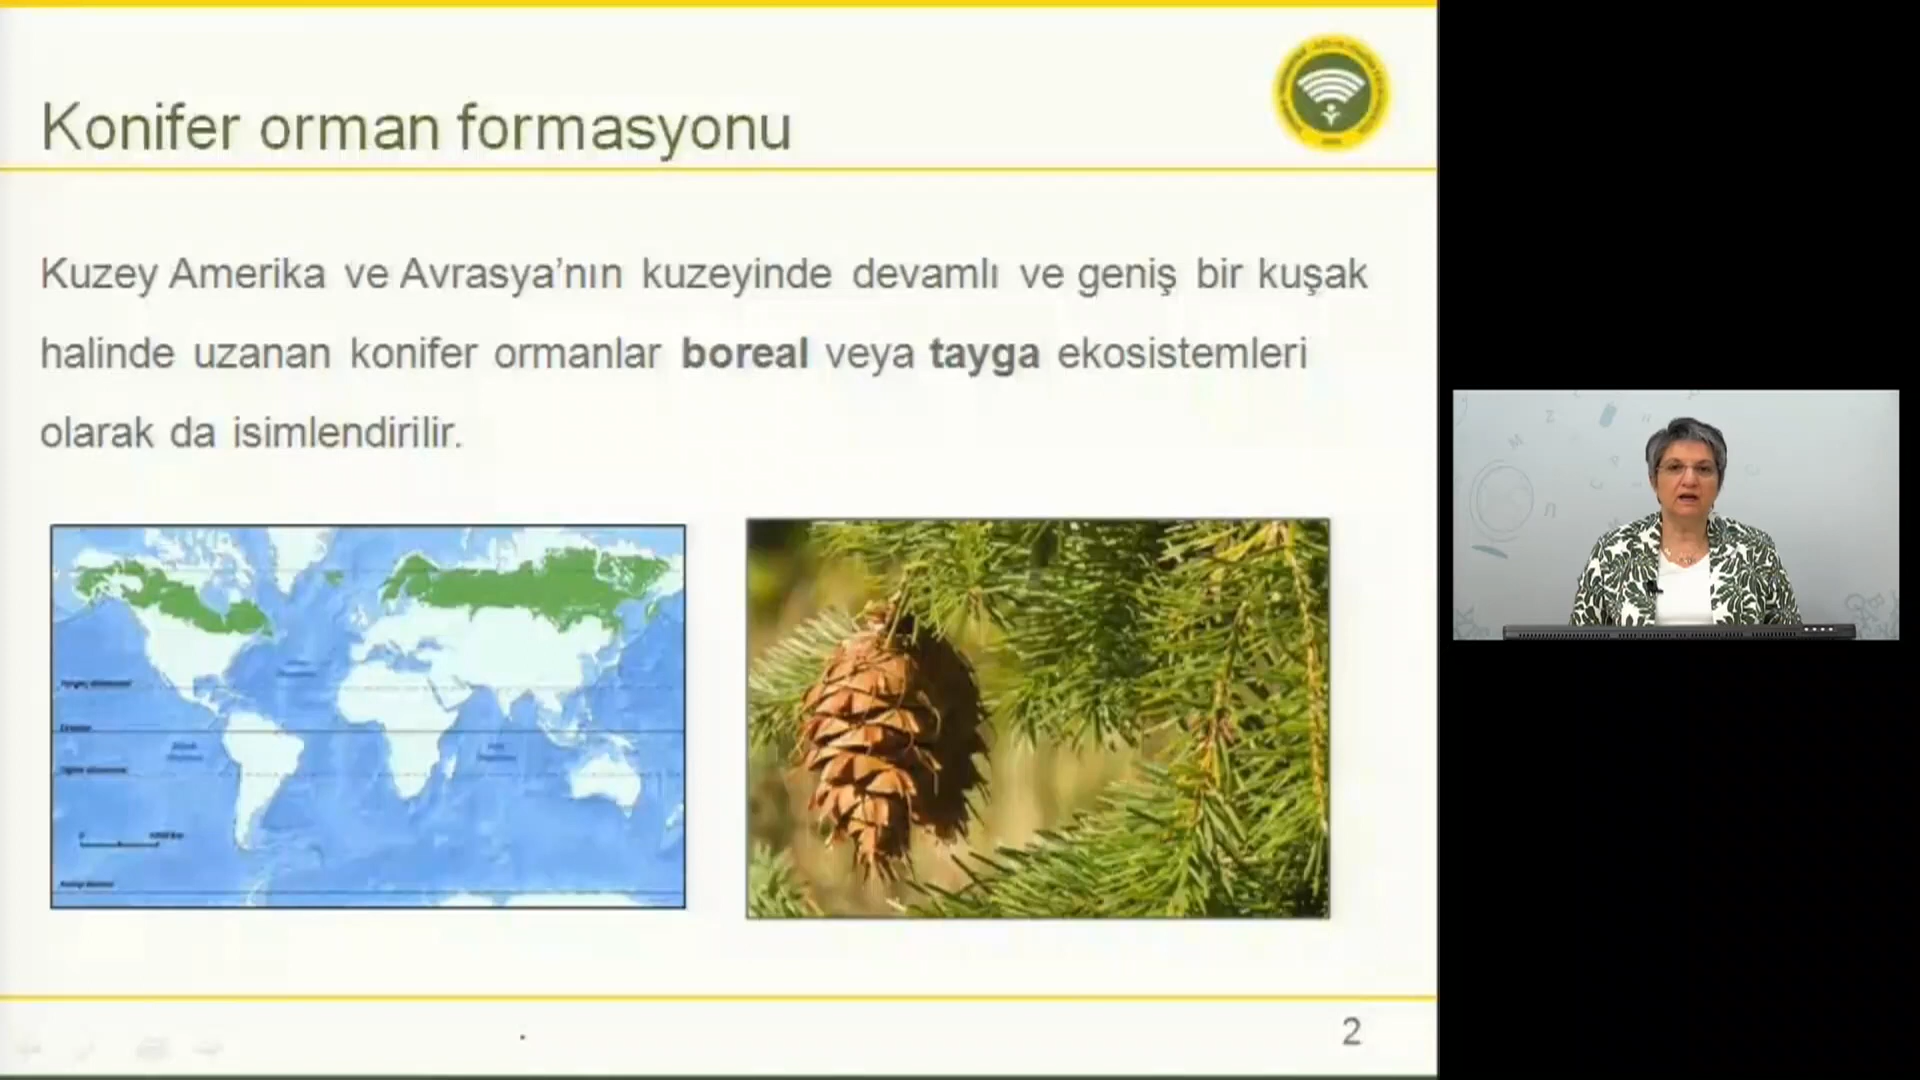 Konifer orman formasyonu
Kuzey Amerika ve Avrasya’nın kuzeyinde devamlı ve geniş bir kuşak
halinde uzanan konifer ormanlar boreal veya tayga ekosistemleri
olarak da isimlendirilir.
2